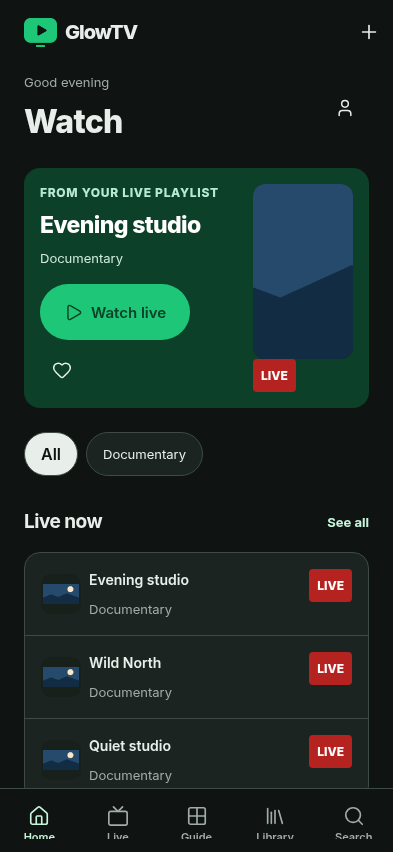 GlowTV
Good evening
Watch
FROM YOUR LIVE PLAYLIST
Evening studio
Documentary
Watch live
LIVE
All
Documentary
Live now
See all
Evening studio
LIVE
Documentary
Wild North
LIVE
Documentary
Quiet studio
LIVE
Documentary
Home
Live
Guide
Library
Search